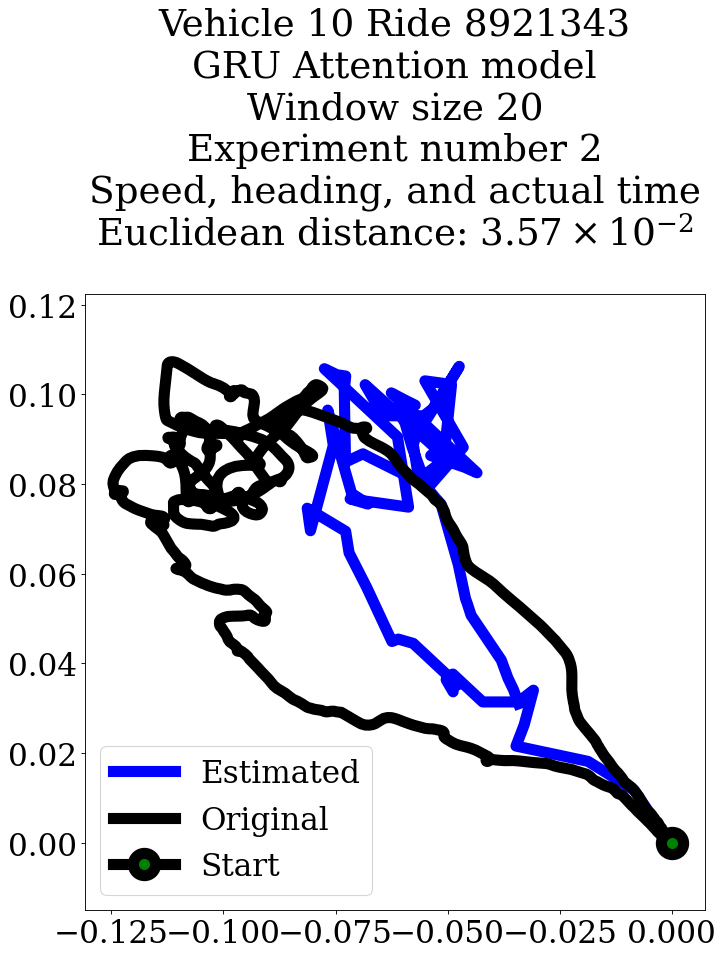 Vehicle 10 Ride 8921343
GRU Attention model
Window size 20
Experiment number 2
Speed, heading, and actual time
Euclidean distance: 3.57 × 10⁻²
0.12
0.10
0.08
0.06
0.04
0.02
0.00
Estimated
Original
Start
−0.125 −0.100 −0.075 −0.050 −0.025 0.000